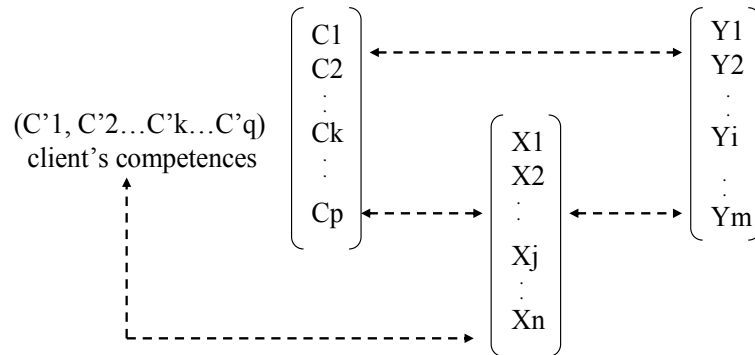 C1
C2
.
.
Ck
.
.
Cp
(C’1, C’2…C’k…C’q)
client’s competences
X1
X2
.
.
Xj
.
.
Xn
Y1
Y2
.
.
Yi
.
.
Ym